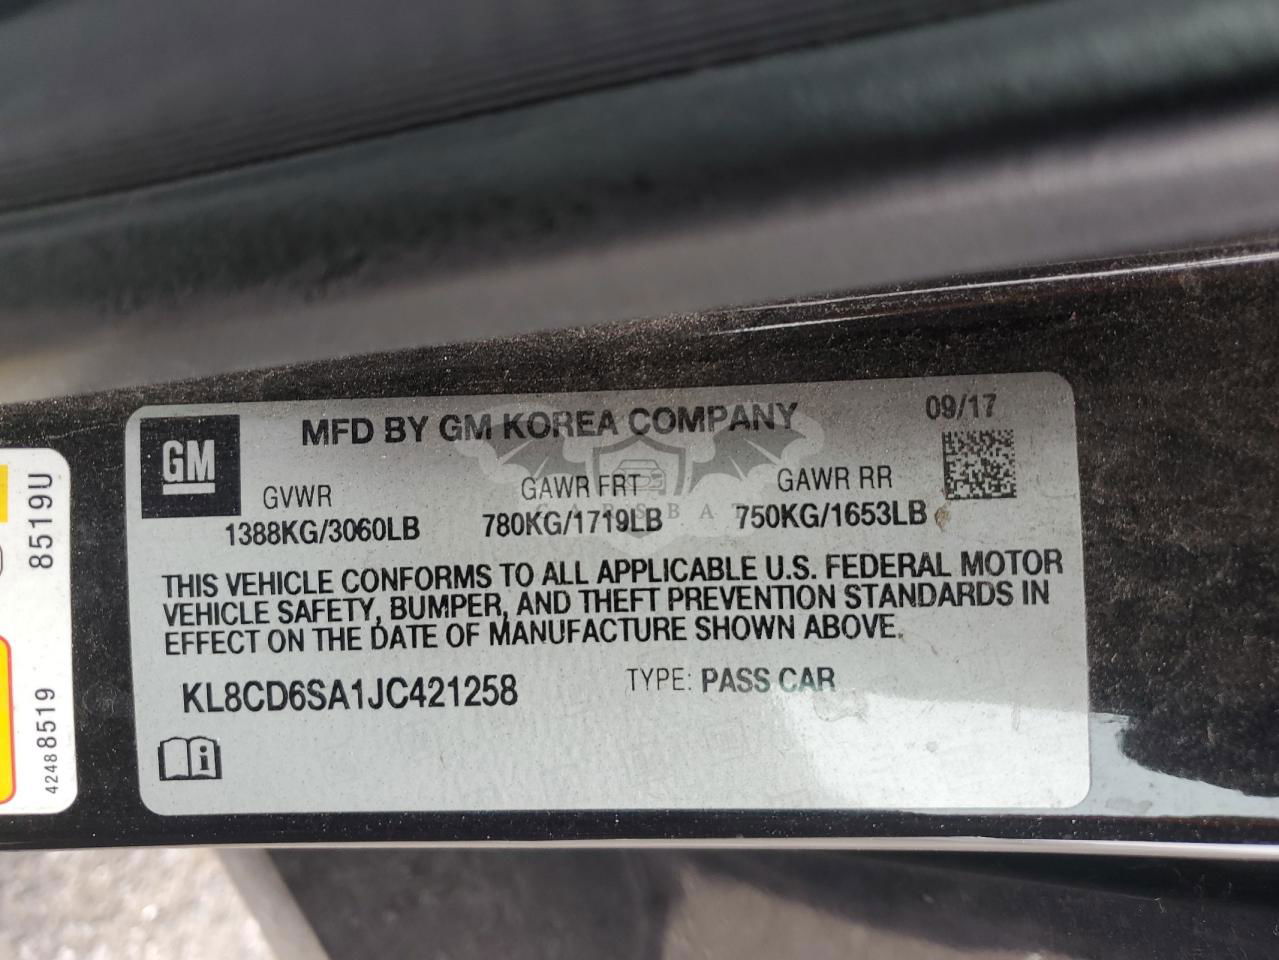 GM
MFD BY GM KOREA COMPANY
09/17
GVWR
GAWR FRT
GAWR RR
1388KG/3060LB
780KG/1719LB
750KG/1653LB
CARSBAT
THIS VEHICLE CONFORMS TO ALL APPLICABLE U.S. FEDERAL MOTOR
VEHICLE SAFETY, BUMPER, AND THEFT PREVENTION STANDARDS IN
EFFECT ON THE DATE OF MANUFACTURE SHOWN ABOVE.
KL8CD6SA1JC421258
TYPE: PASS CAR
8519U
42488519